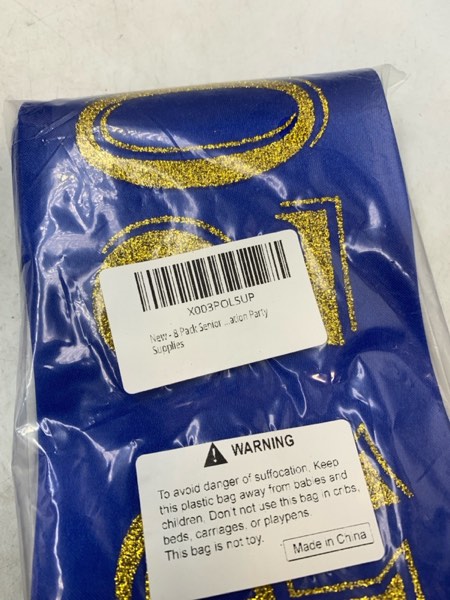 X003POLSUP
New - 8 Pack Senior ...ation Party
Supplies
WARNING
To avoid danger of suffocation, Keep
this plastic bag away from babies and
children. Don't not use this bag in cribs,
beds, carriages, or playpens.
This bag is not toy.
Made in China